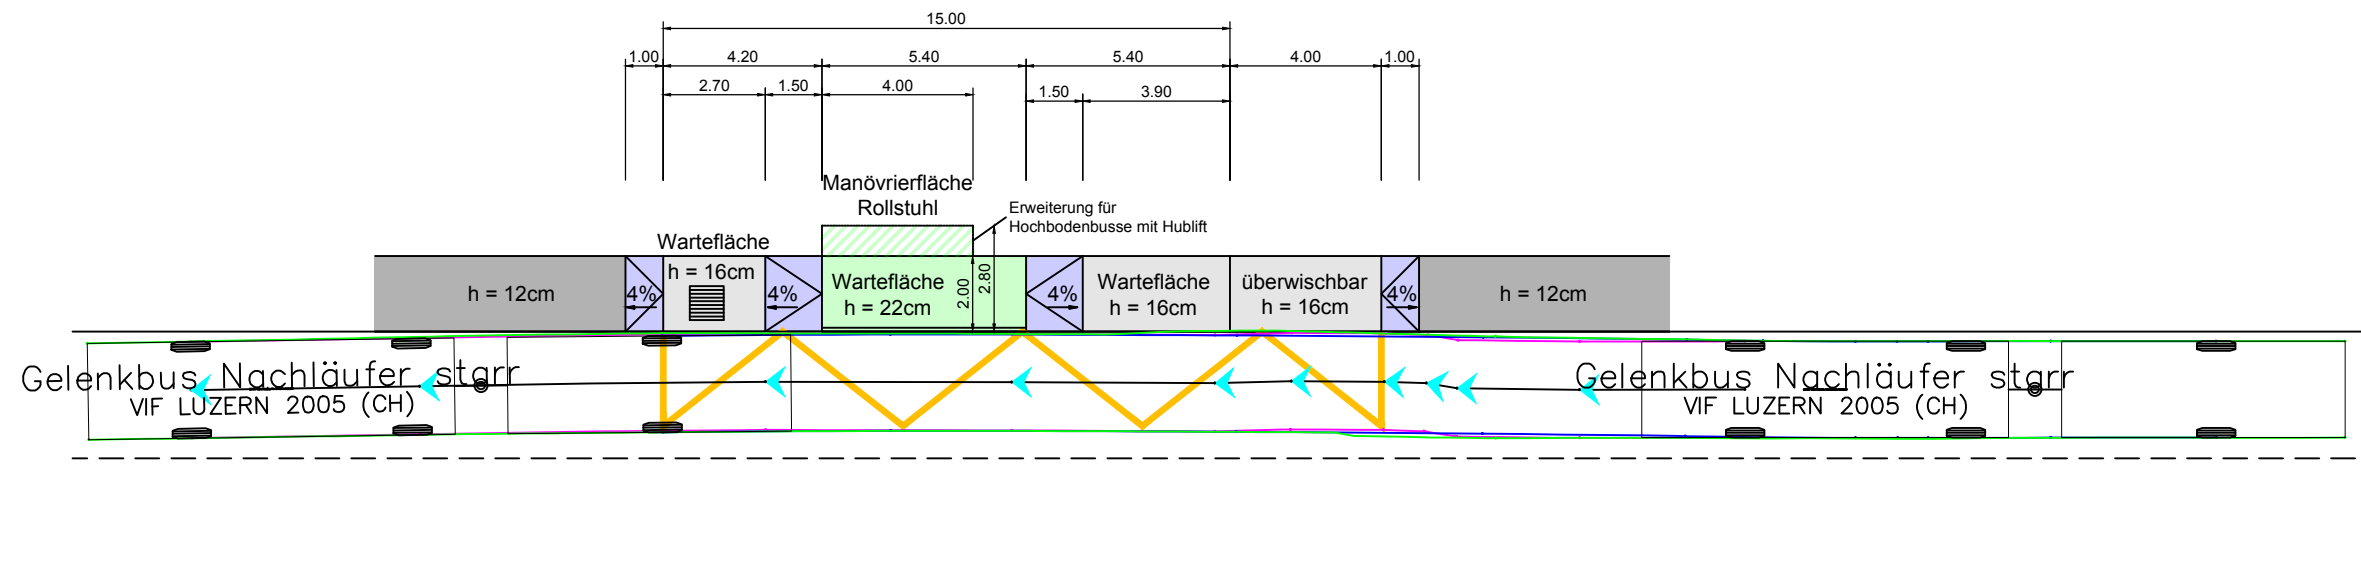 15.00
1.00
4.20
5.40
5.40
4.00
1.00
2.70
1.50
4.00
1.50
3.90
Manövrierfläche
Rollstuhl
Erweiterung für
Hochbodenbusse mit Hublift
Wartefläche
h = 16cm
h = 12cm
4%
4%
Wartefläche
h = 22cm
2.00
2.80
4%
Wartefläche
h = 16cm
überwischbar
h = 16cm
4%
h = 12cm
Gelenkbus Nachläufer starr
VIF LUZERN 2005 (CH)
Gelenkbus Nachläufer starr
VIF LUZERN 2005 (CH)